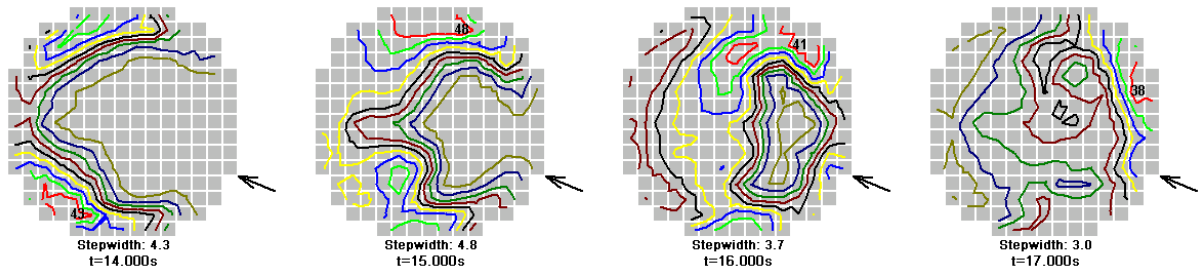 48
41
38
43
Stepwidth: 4.3
Stepwidth: 4.8
Stepwidth: 3.7
Stepwidth: 3.0
t=14.000s
t=15.000s
t=16.000s
t=17.000s